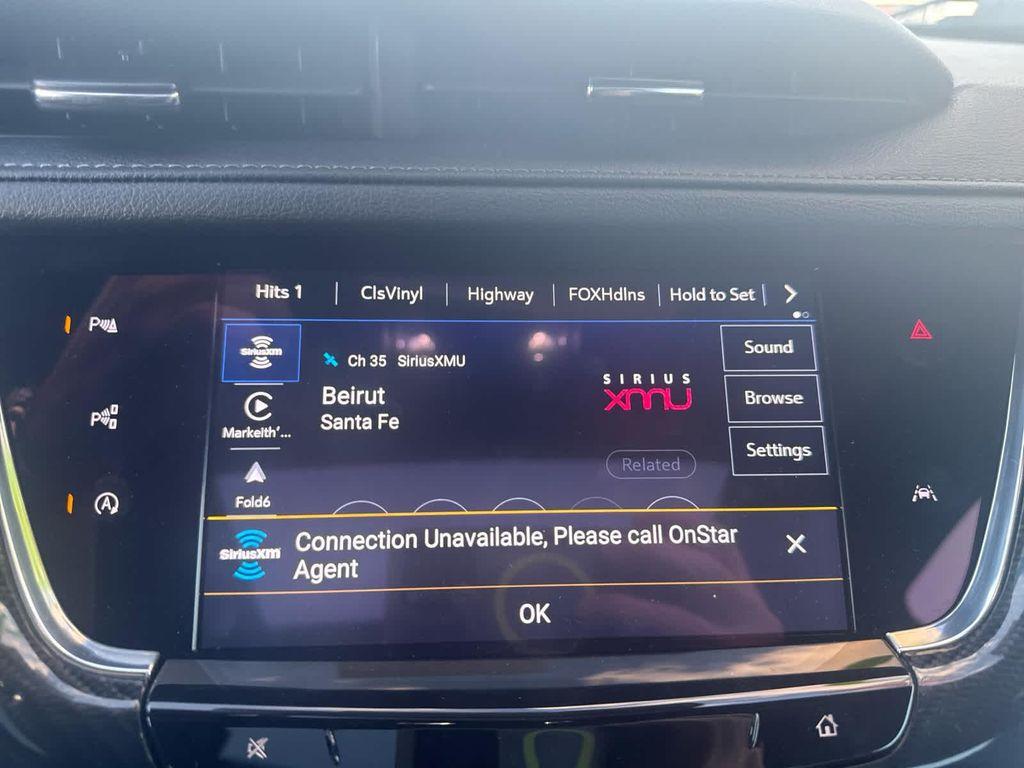 Hits 1
ClsVinyl
Highway
FOXHdlns
Hold to Set
SiriusXM
Ch 35 SiriusXMU
Beirut
Santa Fe
SIRIUS
xmu
Sound
Browse
Settings
Related
Markeith'...
Fold6
P
P
A
SiriusXM
Connection Unavailable, Please call OnStar
Agent
OK